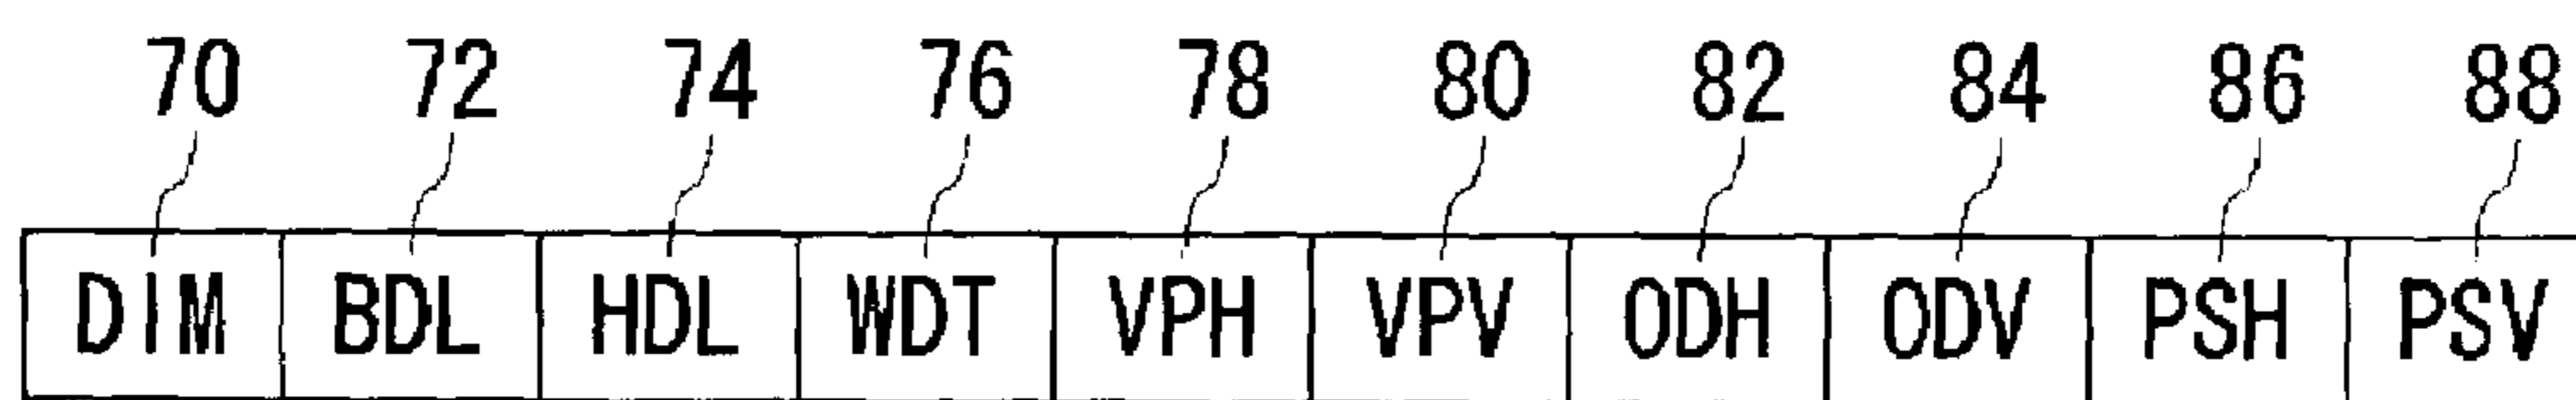 70 72 74 76 78 80 82 84 86 88
DIM BDL HDL WDT VPH VPV ODH ODV PSH PSV